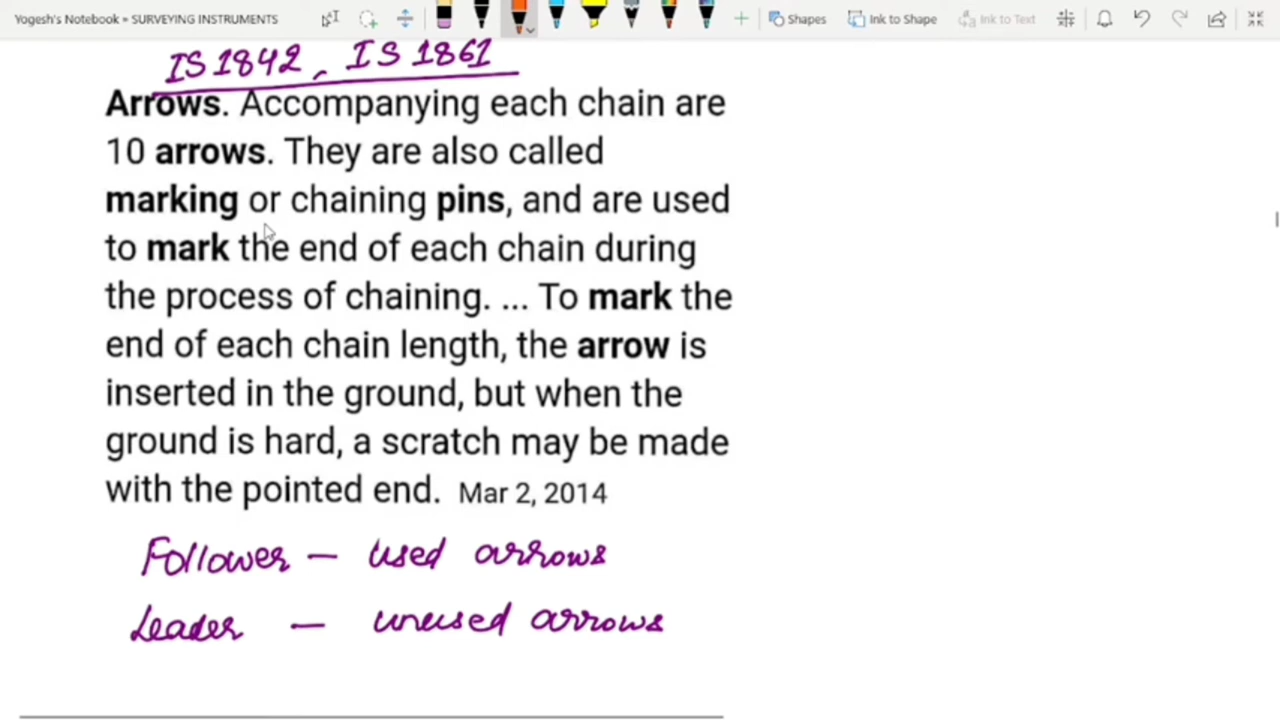 Yogesh's Notebook » SURVEYING INSTRUMENTS
Shapes
Ink to Shape
Ink to Text
IS 1842, IS 1861
Arrows. Accompanying each chain are
10 arrows. They are also called
marking or chaining pins, and are used
to mark the end of each chain during
the process of chaining. ... To mark the
end of each chain length, the arrow is
inserted in the ground, but when the
ground is hard, a scratch may be made
with the pointed end. Mar 2, 2014
Follower — used arrows
Leader — unused arrows